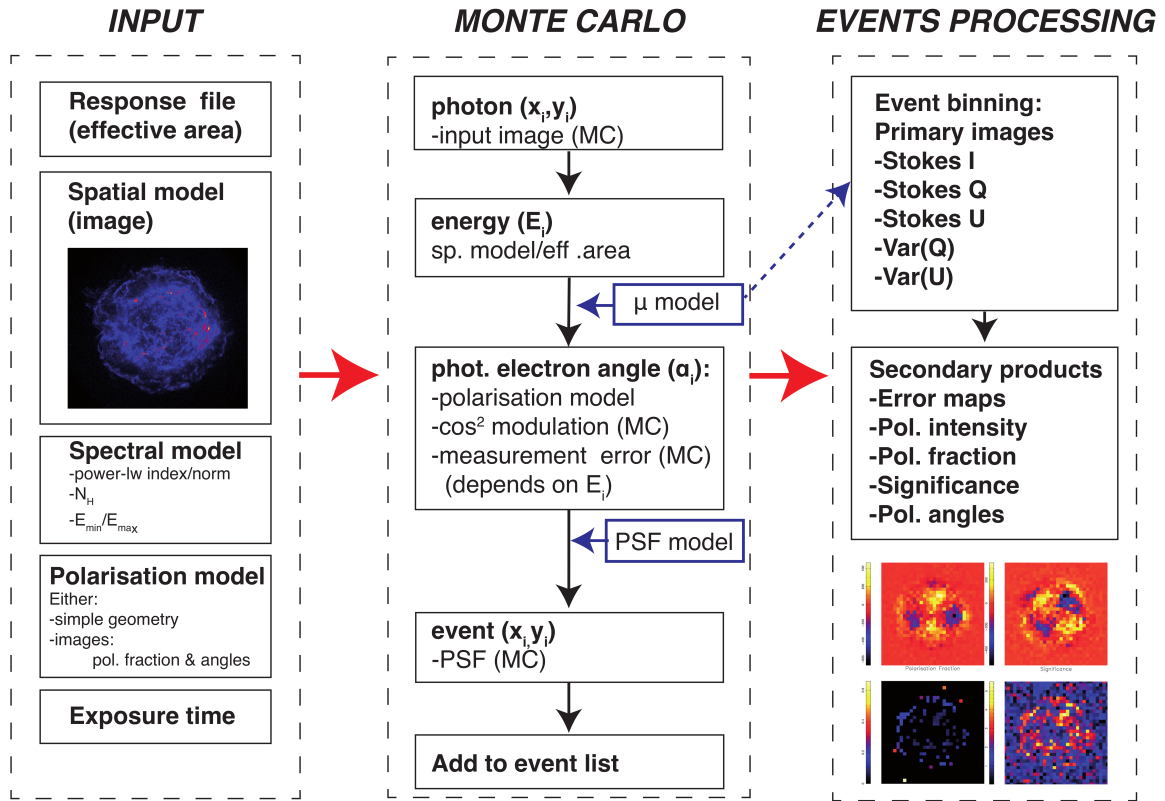 INPUT
Response file
(effective area)
Spatial model
(image)
Spectral model
-power-lw index/norm
-N_H
-E_min/E_max
Polarisation model
Either:
-simple geometry
-images:
pol. fraction & angles
Exposure time
MONTE CARLO
photon (x_i,y_i)
-input image (MC)
energy (E_i)
sp. model/eff .area
μ model
phot. electron angle (α_i):
-polarisation model
-cos² modulation (MC)
-measurement error (MC)
(depends on E_i)
PSF model
event (x_i,y_i)
-PSF (MC)
Add to event list
EVENTS PROCESSING
Event binning:
Primary images
-Stokes I
-Stokes Q
-Stokes U
-Var(Q)
-Var(U)
Secondary products
-Error maps
-Pol. intensity
-Pol. fraction
-Significance
-Pol. angles
Polarisation Fraction
Significance